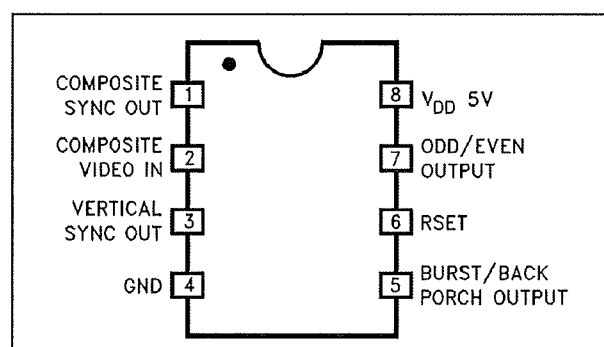 COMPOSITE
SYNC OUT
1
COMPOSITE
VIDEO IN
2
VERTICAL
SYNC OUT
3
GND
4
8
VDD 5V
7
ODD/EVEN
OUTPUT
6
RSET
5
BURST/BACK
PORCH OUTPUT